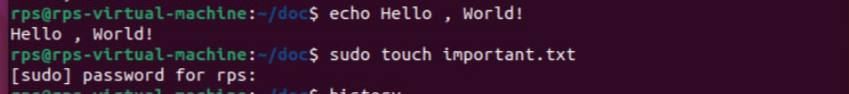 rps@rps-virtual-machine:~/doc$ echo Hello , World!
Hello , World!
rps@rps-virtual-machine:~/doc$ sudo touch important.txt
[sudo] password for rps: